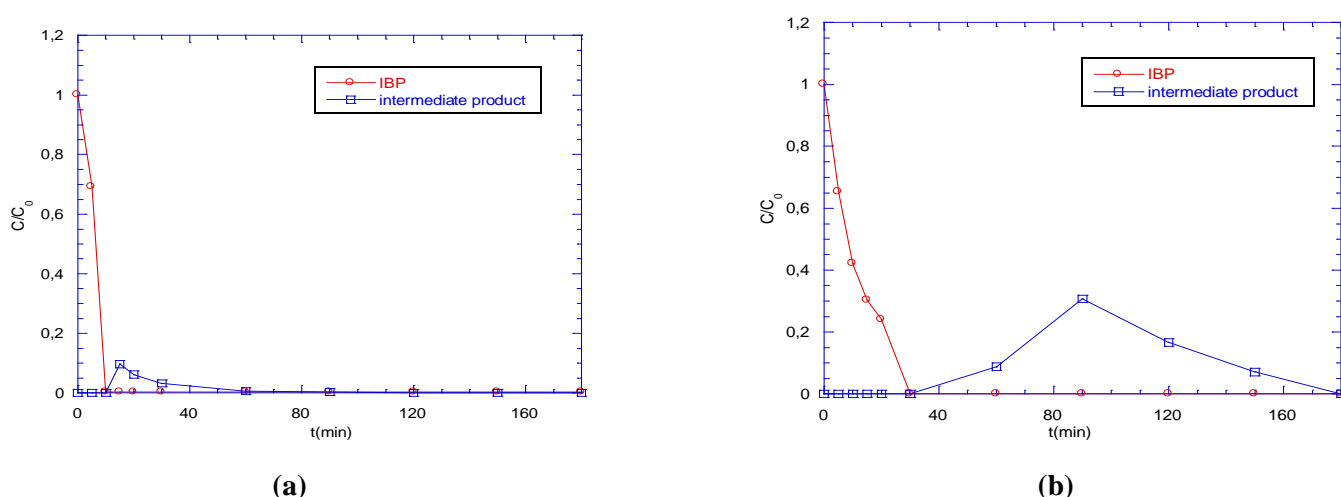 1,2
1
0,8
0,6
0,4
0,2
0
C/C0
IBP
intermediate product
0 40 80 120 160
t(min)
(a)
1,2
1
0,8
0,6
0,4
0,2
0
C/C0
IBP
intermediate product
0 40 80 120 160
t(min)
(b)